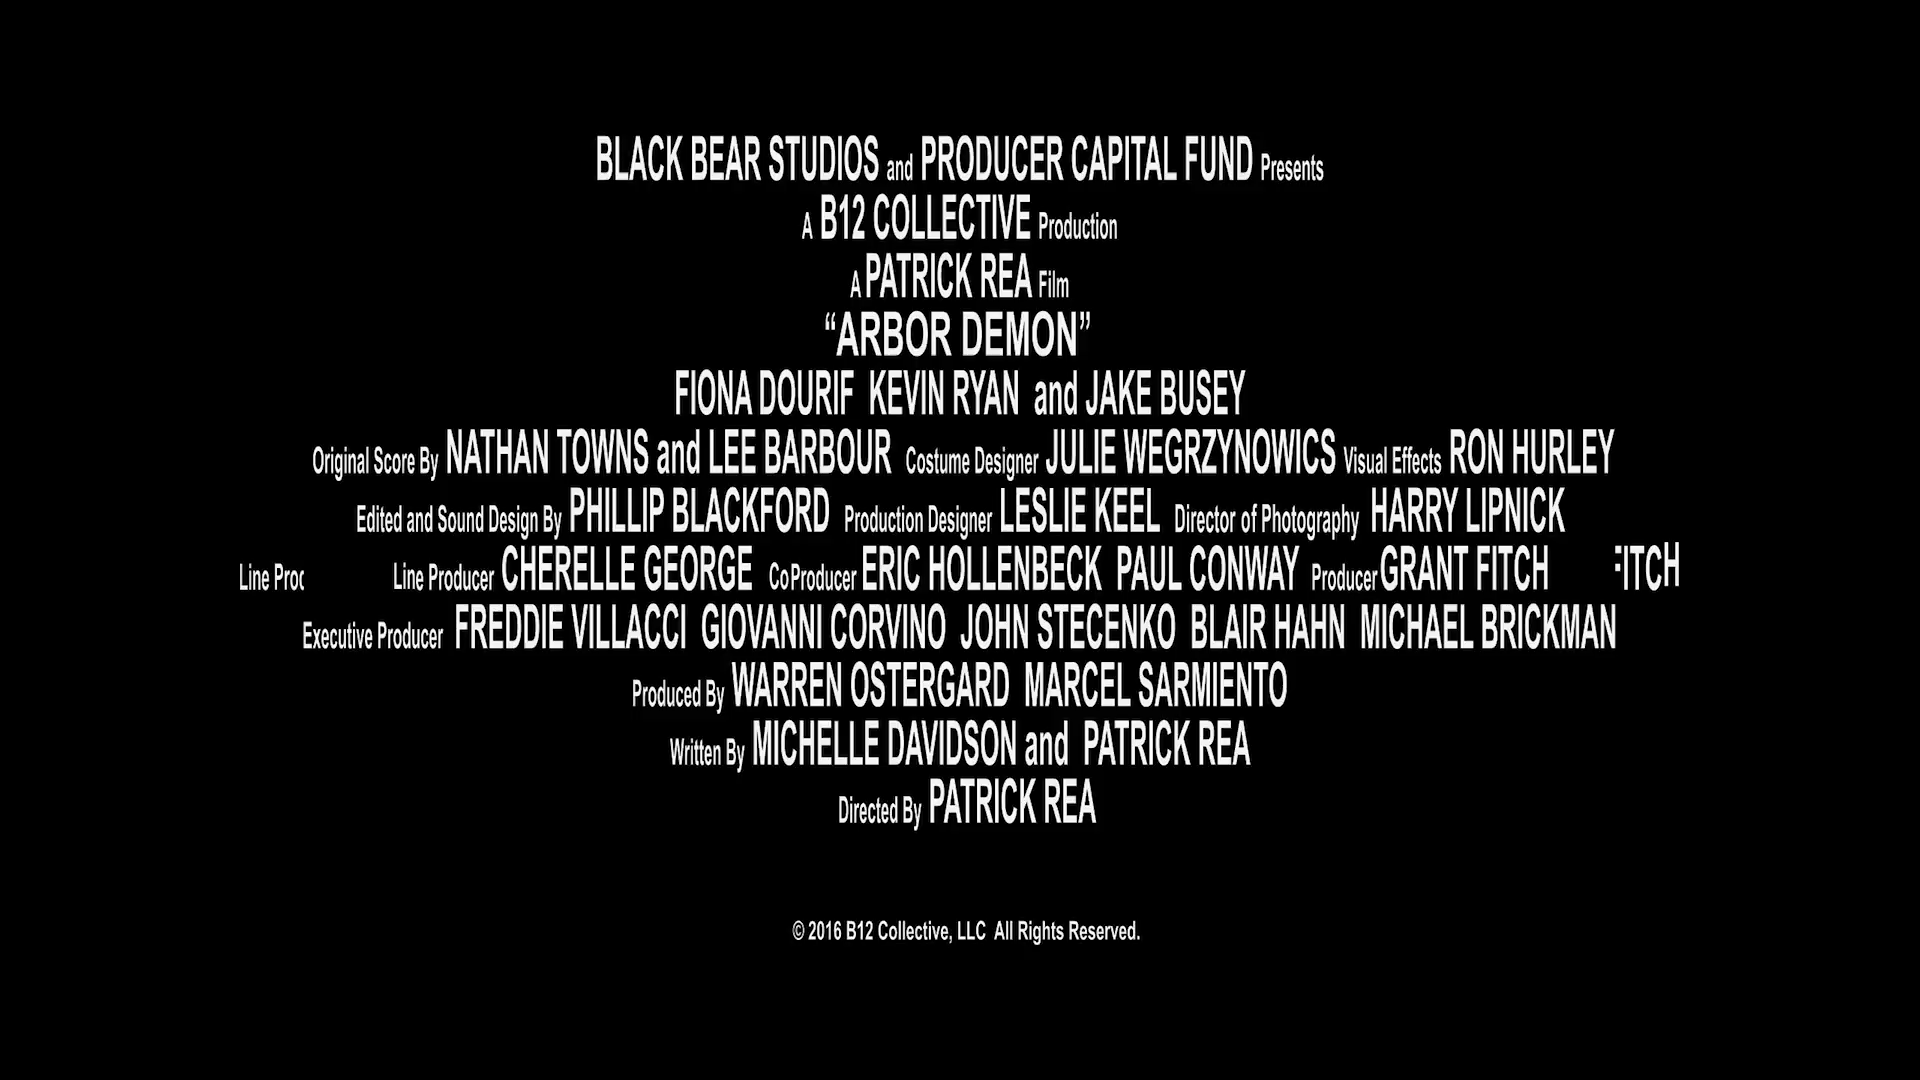 BLACK BEAR STUDIOS and PRODUCER CAPITAL FUND Presents
A B12 COLLECTIVE Production
A PATRICK REA Film
“ARBOR DEMON”
FIONA DOURIF KEVIN RYAN and JAKE BUSEY
Original Score By NATHAN TOWNS and LEE BARBOUR Costume Designer JULIE WEGRZYNOWICS Visual Effects RON HURLEY
Edited and Sound Design By PHILLIP BLACKFORD Production Designer LESLIE KEEL Director of Photography HARRY LIPNICK
Line Proc Line Producer CHERELLE GEORGE CoProducer ERIC HOLLENBECK PAUL CONWAY Producer GRANT FITCH FITCH
Executive Producer FREDDIE VILLACCI GIOVANNI CORVINO JOHN STECENKO BLAIR HAHN MICHAEL BRICKMAN
Produced By WARREN OSTERGARD MARCEL SARMIENTO
Written By MICHELLE DAVIDSON and PATRICK REA
Directed By PATRICK REA
© 2016 B12 Collective, LLC All Rights Reserved.